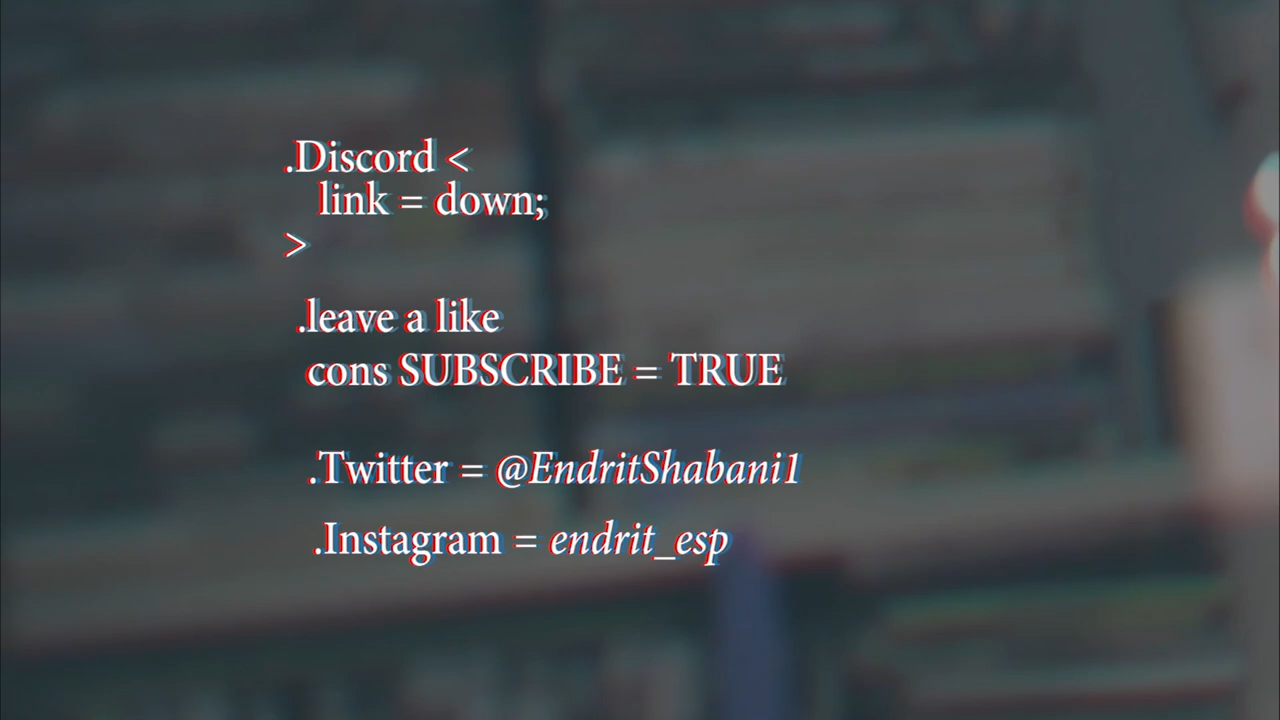 .Discord <
link = down;
>
.leave a like
cons SUBSCRIBE = TRUE
.Twitter = @EndritShabani1
.Instagram = endrit_esp